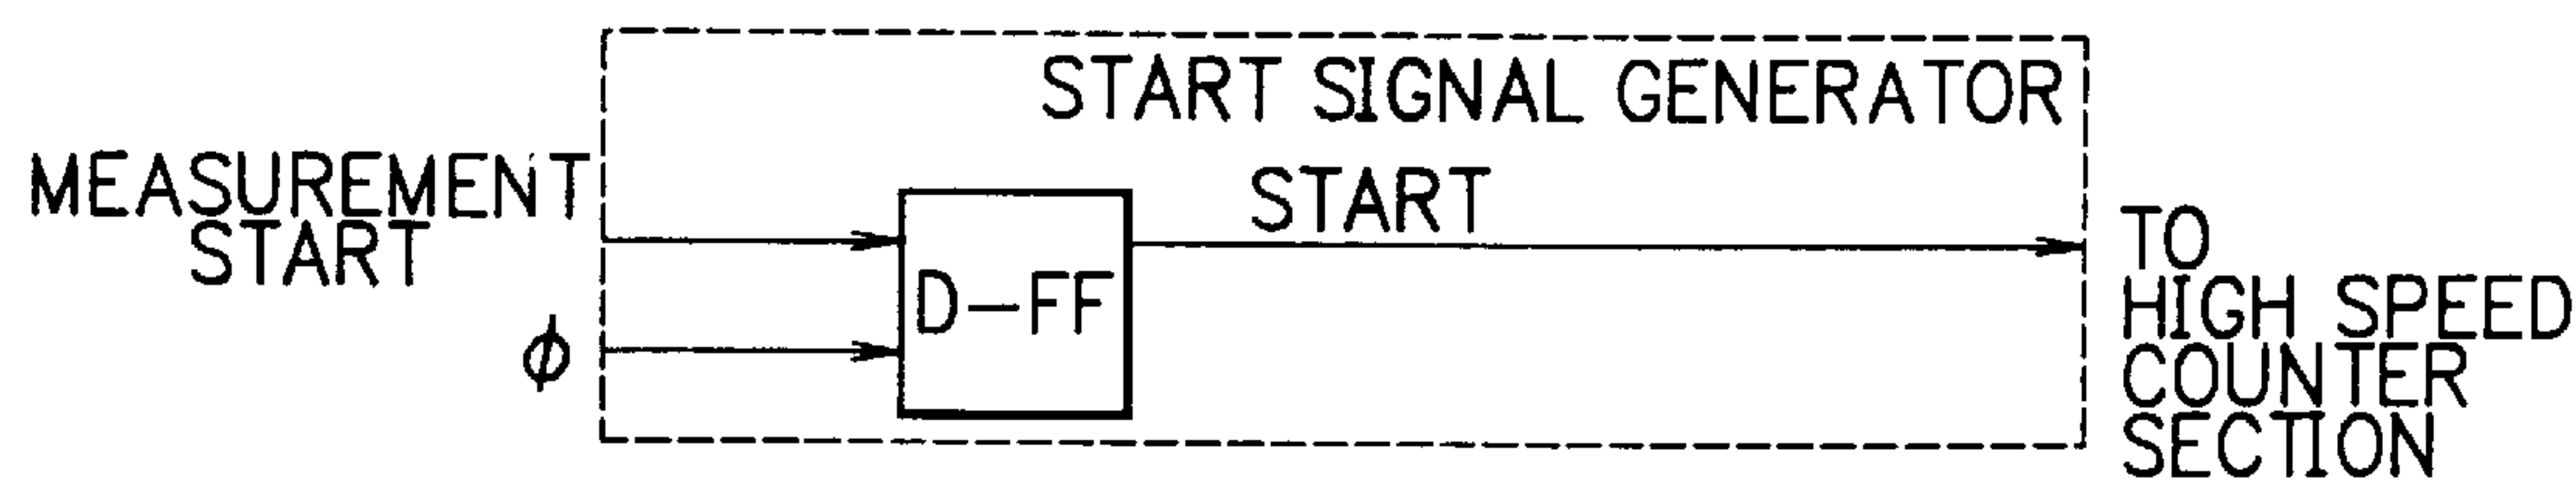 START SIGNAL GENERATOR
MEASUREMENT
START
START
D-FF
ϕ
TO
HIGH SPEED
COUNTER
SECTION